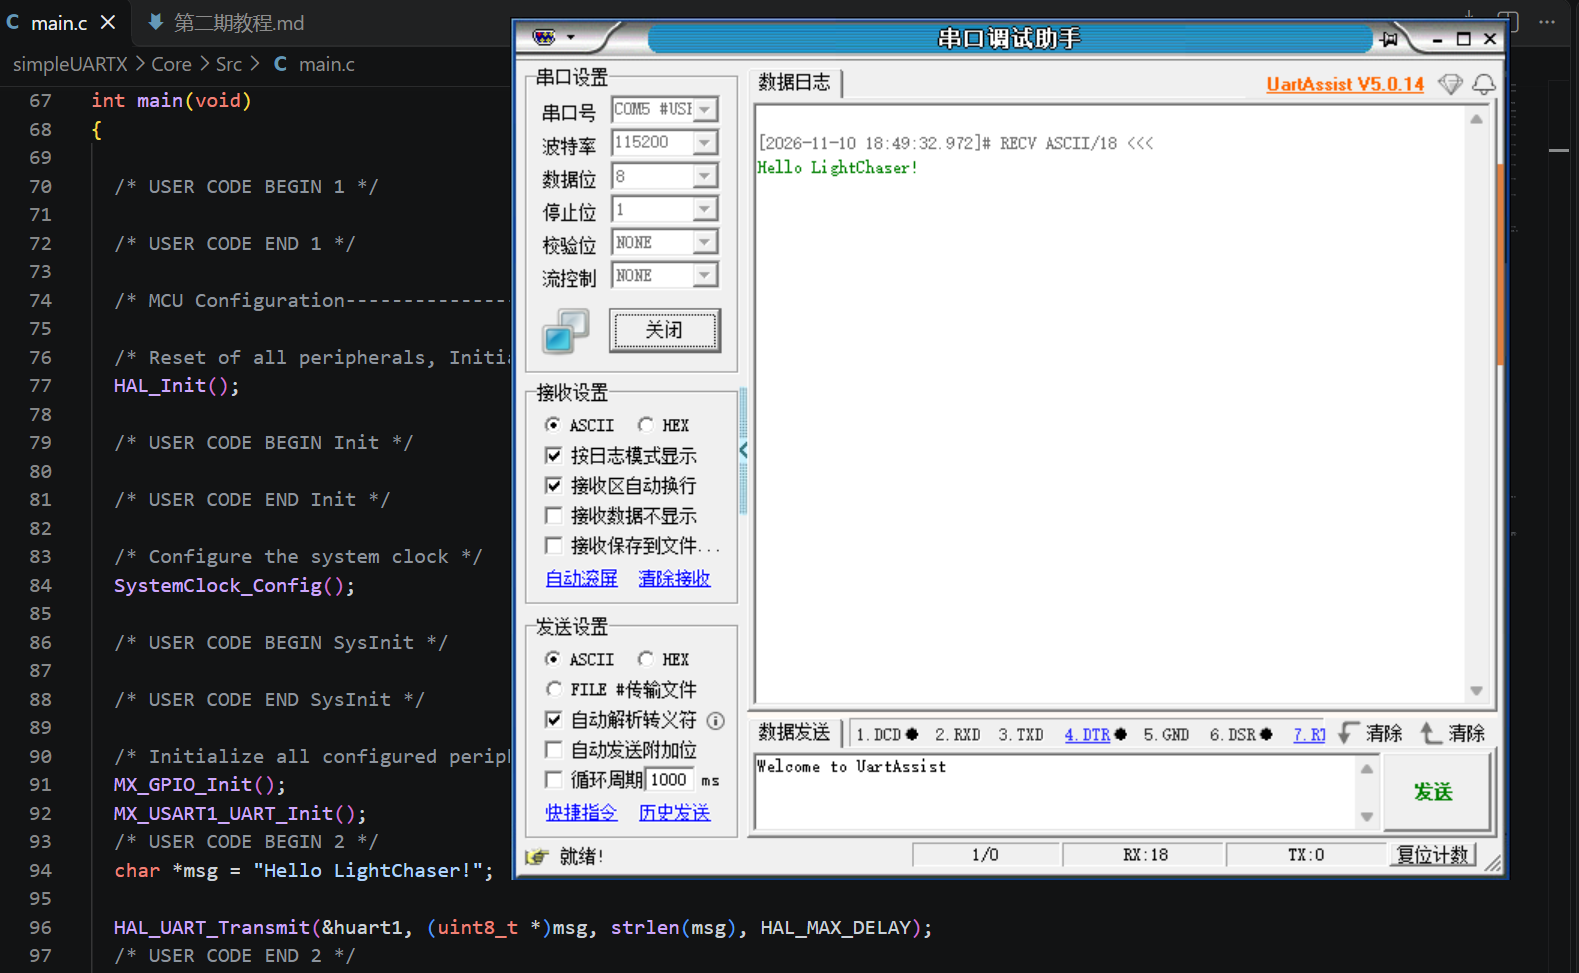 main.c
第二期教程.md
simpleUARTX > Core > Src > C main.c
67 int main(void)
68 {
69
70 /* USER CODE BEGIN 1 */
71
72 /* USER CODE END 1 */
73
74 /* MCU Configuration---------------
75
76 /* Reset of all peripherals, Initia
77 HAL_Init();
78
79 /* USER CODE BEGIN Init */
80
81 /* USER CODE END Init */
82
83 /* Configure the system clock */
84 SystemClock_Config();
85
86 /* USER CODE BEGIN SysInit */
87
88 /* USER CODE END SysInit */
89
90 /* Initialize all configured periph
91 MX_GPIO_Init();
92 MX_USART1_UART_Init();
93 /* USER CODE BEGIN 2 */
94 char *msg = "Hello LightChaser!";
95
96 HAL_UART_Transmit(&huart1, (uint8_t *)msg, strlen(msg), HAL_MAX_DELAY);
97 /* USER CODE END 2 */
串口调试助手
串口设置
串口号 COM5 #USI
波特率 115200
数据位 8
停止位 1
校验位 NONE
流控制 NONE
关闭
接收设置
ASCII HEX
按日志模式显示
接收区自动换行
接收数据不显示
接收保存到文件...
自动滚屏 清除接收
发送设置
ASCII HEX
FILE #传输文件
自动解析转义符
自动发送附加位
循环周期 1000 ms
快捷指令 历史发送
数据日志
UartAssist V5.0.14
[2026-11-10 18:49:32.972]# RECV ASCII/18 <<<
Hello LightChaser!
数据发送 1.DCD 2.RXD 3.TXD 4.DTR 5.GND 6.DSR 7.RT 清除 清除
Welcome to UartAssist
发送
就绪! 1/0 RX:18 TX:0 复位计数